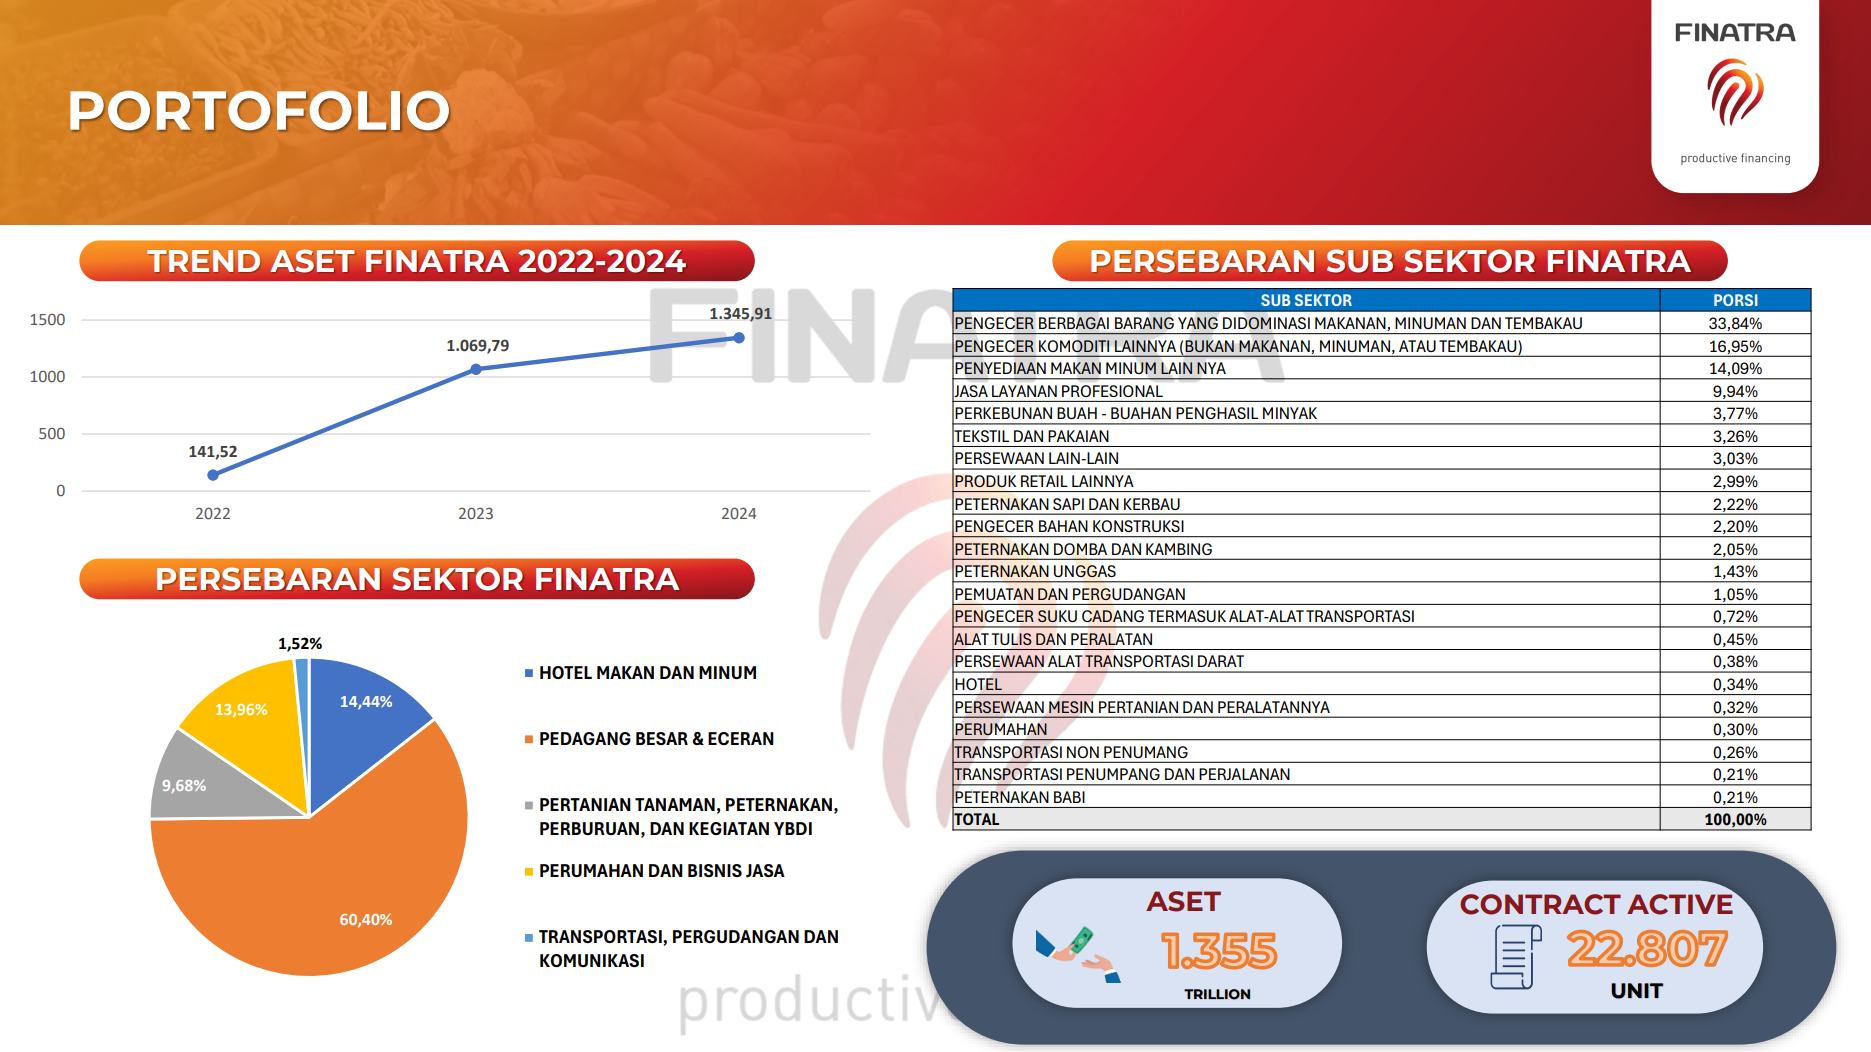 PORTOFOLIO
FINATRA
productive financing
TREND ASET FINATRA 2022-2024
1500
1000
500
0
141,52
1.069,79
1.345,91
2022
2023
2024
PERSEBARAN SEKTOR FINATRA
1,52%
14,44%
13,96%
9,68%
60,40%
HOTEL MAKAN DAN MINUM
PEDAGANG BESAR & ECERAN
PERTANIAN TANAMAN, PETERNAKAN,
PERBURUAN, DAN KEGIATAN YBDI
PERUMAHAN DAN BISNIS JASA
TRANSPORTASI, PERGUDANGAN DAN
KOMUNIKASI
PERSEBARAN SUB SEKTOR FINATRA
SUB SEKTOR PORSI
PENGECER BERBAGAI BARANG YANG DIDOMINASI MAKANAN, MINUMAN DAN TEMBAKAU 33,84%
PENGECER KOMODITI LAINNYA (BUKAN MAKANAN, MINUMAN, ATAU TEMBAKAU) 16,95%
PENYEDIAAN MAKAN MINUM LAIN NYA 14,09%
JASA LAYANAN PROFESIONAL 9,94%
PERKEBUNAN BUAH - BUAHAN PENGHASIL MINYAK 3,77%
TEKSTIL DAN PAKAIAN 3,26%
PERSEWAAN LAIN-LAIN 3,03%
PRODUK RETAIL LAINNYA 2,99%
PETERNAKAN SAPI DAN KERBAU 2,22%
PENGECER BAHAN KONSTRUKSI 2,20%
PETERNAKAN DOMBA DAN KAMBING 2,05%
PETERNAKAN UNGGAS 1,43%
PEMUATAN DAN PERGUDANGAN 1,05%
PENGECER SUKU CADANG TERMASUK ALAT-ALAT TRANSPORTASI 0,72%
ALAT TULIS DAN PERALATAN 0,45%
PERSEWAAN ALAT TRANSPORTASI DARAT 0,38%
HOTEL 0,34%
PERSEWAAN MESIN PERTANIAN DAN PERALATANNYA 0,32%
PERUMAHAN 0,30%
TRANSPORTASI NON PENUMANG 0,26%
TRANSPORTASI PENUMPANG DAN PERJALANAN 0,21%
PETERNAKAN BABI 0,21%
TOTAL 100,00%
ASET
1.355
TRILLION
CONTRACT ACTIVE
22.807
UNIT
FINATRA
productiv